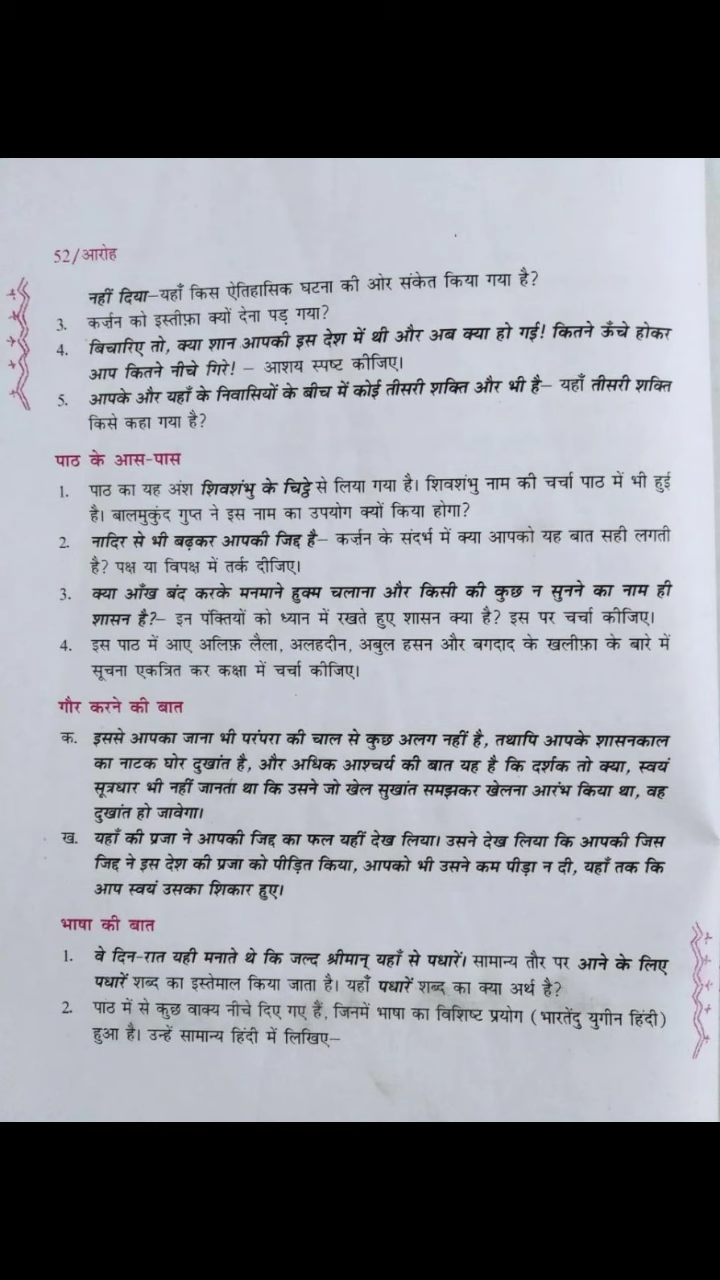 52/आरोह
नहीं दिया–यहाँ किस ऐतिहासिक घटना की ओर संकेत किया गया है?
3. कर्ज़न को इस्तीफ़ा क्यों देना पड़ गया?
4. बिचारिए तो, क्या शान आपकी इस देश में थी और अब क्या हो गई! कितने ऊँचे होकर
आप कितने नीचे गिरे! – आशय स्पष्ट कीजिए।
5. आपके और यहाँ के निवासियों के बीच में कोई तीसरी शक्ति और भी है– यहाँ तीसरी शक्ति
किसे कहा गया है?
पाठ के आस-पास
1. पाठ का यह अंश शिवशंभु के चिट्ठे से लिया गया है। शिवशंभु नाम की चर्चा पाठ में भी हुई
है। बालमुकुंद गुप्त ने इस नाम का उपयोग क्यों किया होगा?
2. नादिर से भी बढ़कर आपकी जिद्द है– कर्ज़न के संदर्भ में क्या आपको यह बात सही लगती
है? पक्ष या विपक्ष में तर्क दीजिए।
3. क्या आँख बंद करके मनमाने हुक्म चलाना और किसी की कुछ न सुनने का नाम ही
शासन है?– इन पंक्तियों को ध्यान में रखते हुए शासन क्या है? इस पर चर्चा कीजिए।
4. इस पाठ में आए अलिफ़ लैला, अलहदीन, अबुल हसन और बगदाद के खलीफ़ा के बारे में
सूचना एकत्रित कर कक्षा में चर्चा कीजिए।
गौर करने की बात
क. इससे आपका जाना भी परंपरा की चाल से कुछ अलग नहीं है, तथापि आपके शासनकाल
का नाटक घोर दुखांत है, और अधिक आश्चर्य की बात यह है कि दर्शक तो क्या, स्वयं
सूत्रधार भी नहीं जानता था कि उसने जो खेल सुखांत समझकर खेलना आरंभ किया था, वह
दुखांत हो जावेगा।
ख. यहाँ की प्रजा ने आपकी जिद्द का फल यहीं देख लिया। उसने देख लिया कि आपकी जिस
जिद्द ने इस देश की प्रजा को पीड़ित किया, आपको भी उसने कम पीड़ा न दी, यहाँ तक कि
आप स्वयं उसका शिकार हुए।
भाषा की बात
1. वे दिन-रात यही मनाते थे कि जल्द श्रीमान् यहाँ से पधारें। सामान्य तौर पर आने के लिए
पधारें शब्द का इस्तेमाल किया जाता है। यहाँ पधारें शब्द का क्या अर्थ है?
2. पाठ में से कुछ वाक्य नीचे दिए गए हैं, जिनमें भाषा का विशिष्ट प्रयोग (भारतेंदु युगीन हिंदी)
हुआ है। उन्हें सामान्य हिंदी में लिखिए–